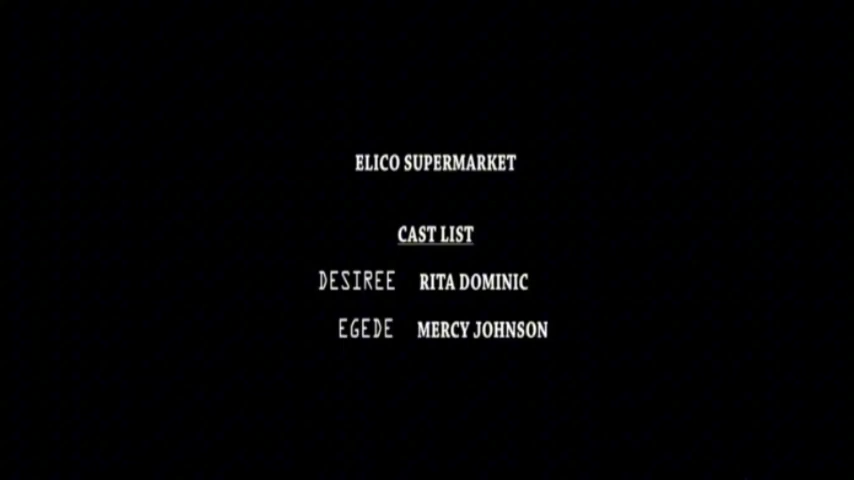 ELICO SUPERMARKET
CAST LIST
DESIREE RITA DOMINIC
EGEDE MERCY JOHNSON